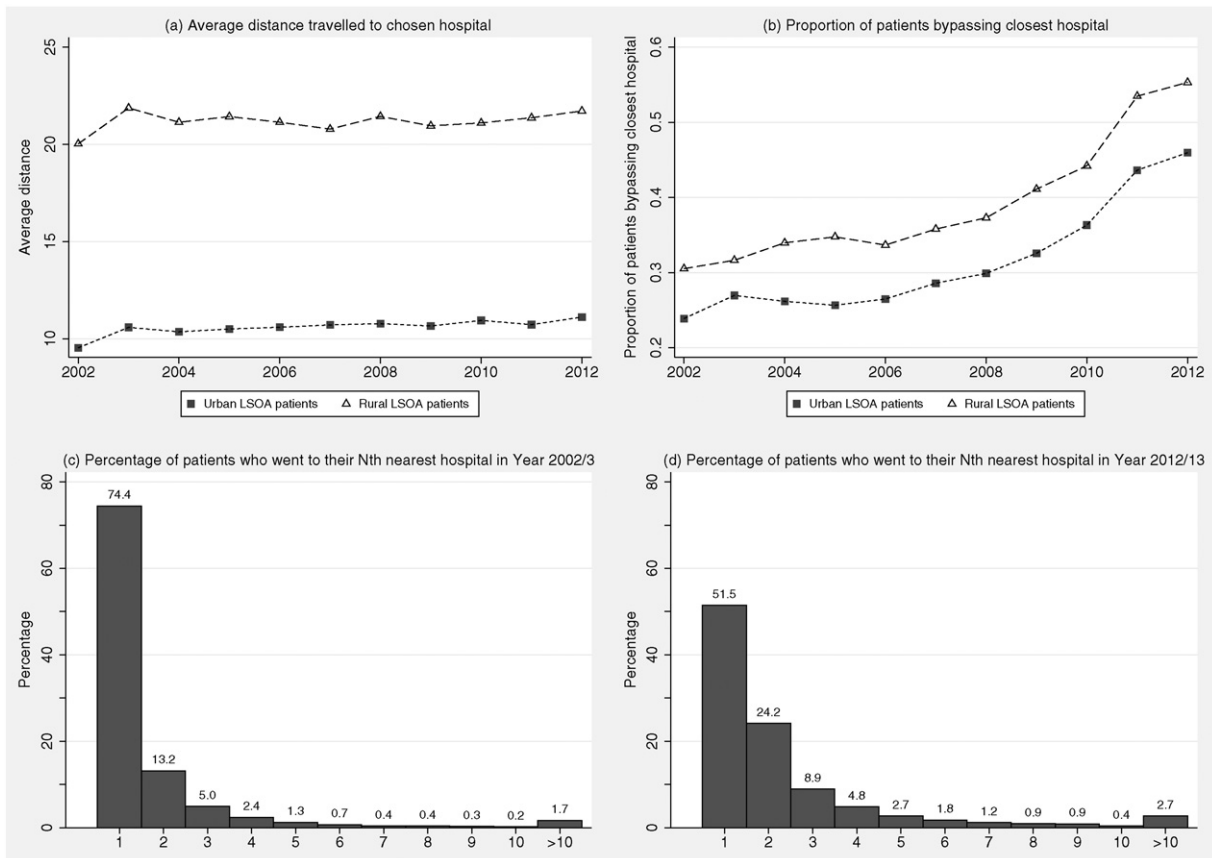 (a) Average distance travelled to chosen hospital
25
20
15
10
Average distance
2002 2004 2006 2008 2010 2012
Urban LSOA patients Rural LSOA patients
(b) Proportion of patients bypassing closest hospital
0.6
0.5
0.4
0.3
0.2
Proportion of patients bypassing closest hospital
2002 2004 2006 2008 2010 2012
Urban LSOA patients Rural LSOA patients
(c) Percentage of patients who went to their Nth nearest hospital in Year 2002/3
80
60
40
20
0
Percentage
74.4 13.2 5.0 2.4 1.3 0.7 0.4 0.4 0.3 0.2 1.7
1 2 3 4 5 6 7 8 9 10 >10
(d) Percentage of patients who went to their Nth nearest hospital in Year 2012/13
80
60
40
20
0
Percentage
51.5 24.2 8.9 4.8 2.7 1.8 1.2 0.9 0.9 0.4 2.7
1 2 3 4 5 6 7 8 9 10 >10